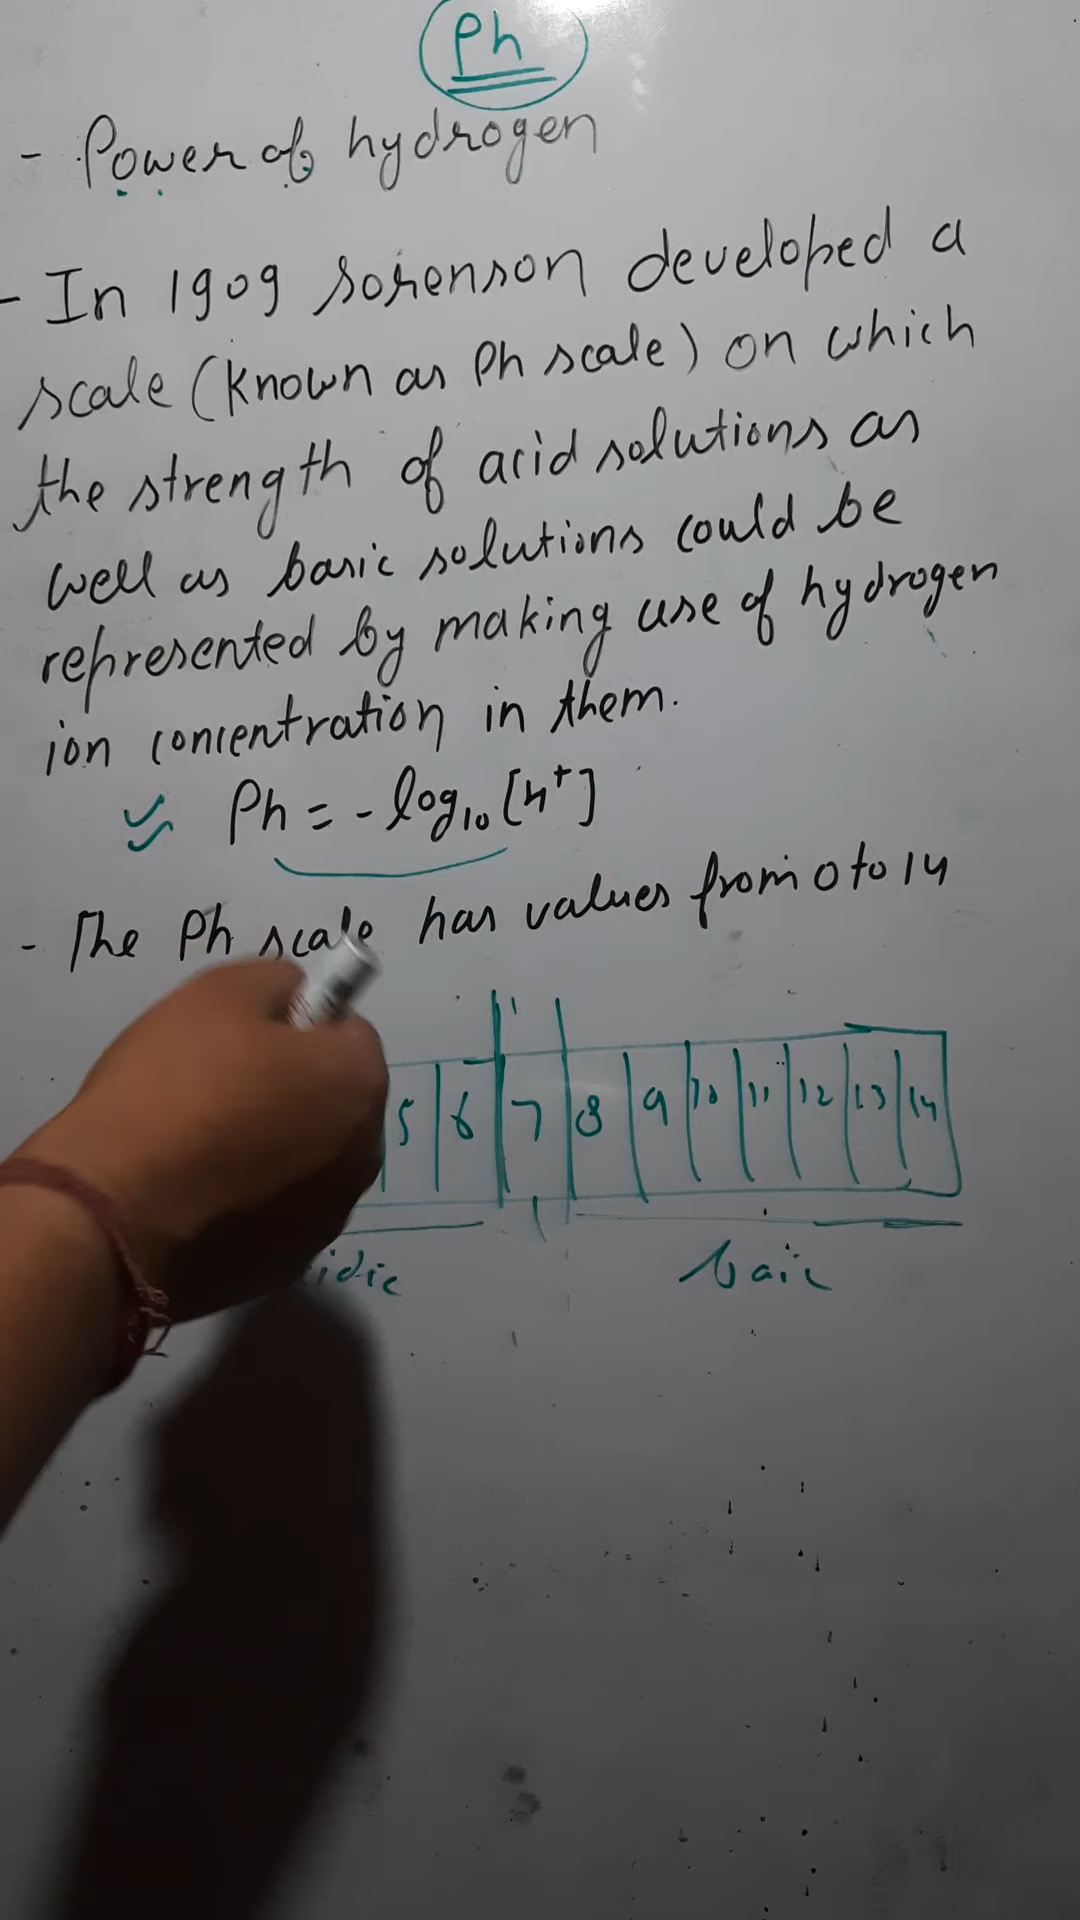 Ph
- Power of hydrogen
- In 1909 sorenson developed a
scale (known as Ph scale) on which
the strength of acid solutions as
well as basic solutions could be
represented by making use of hydrogen
ion concentration in them.
Ph = - log₁₀ [H⁺]
- The Ph scale has values from 0 to 14
5 6 7 8 9 10 11 12 13 14
idic baic